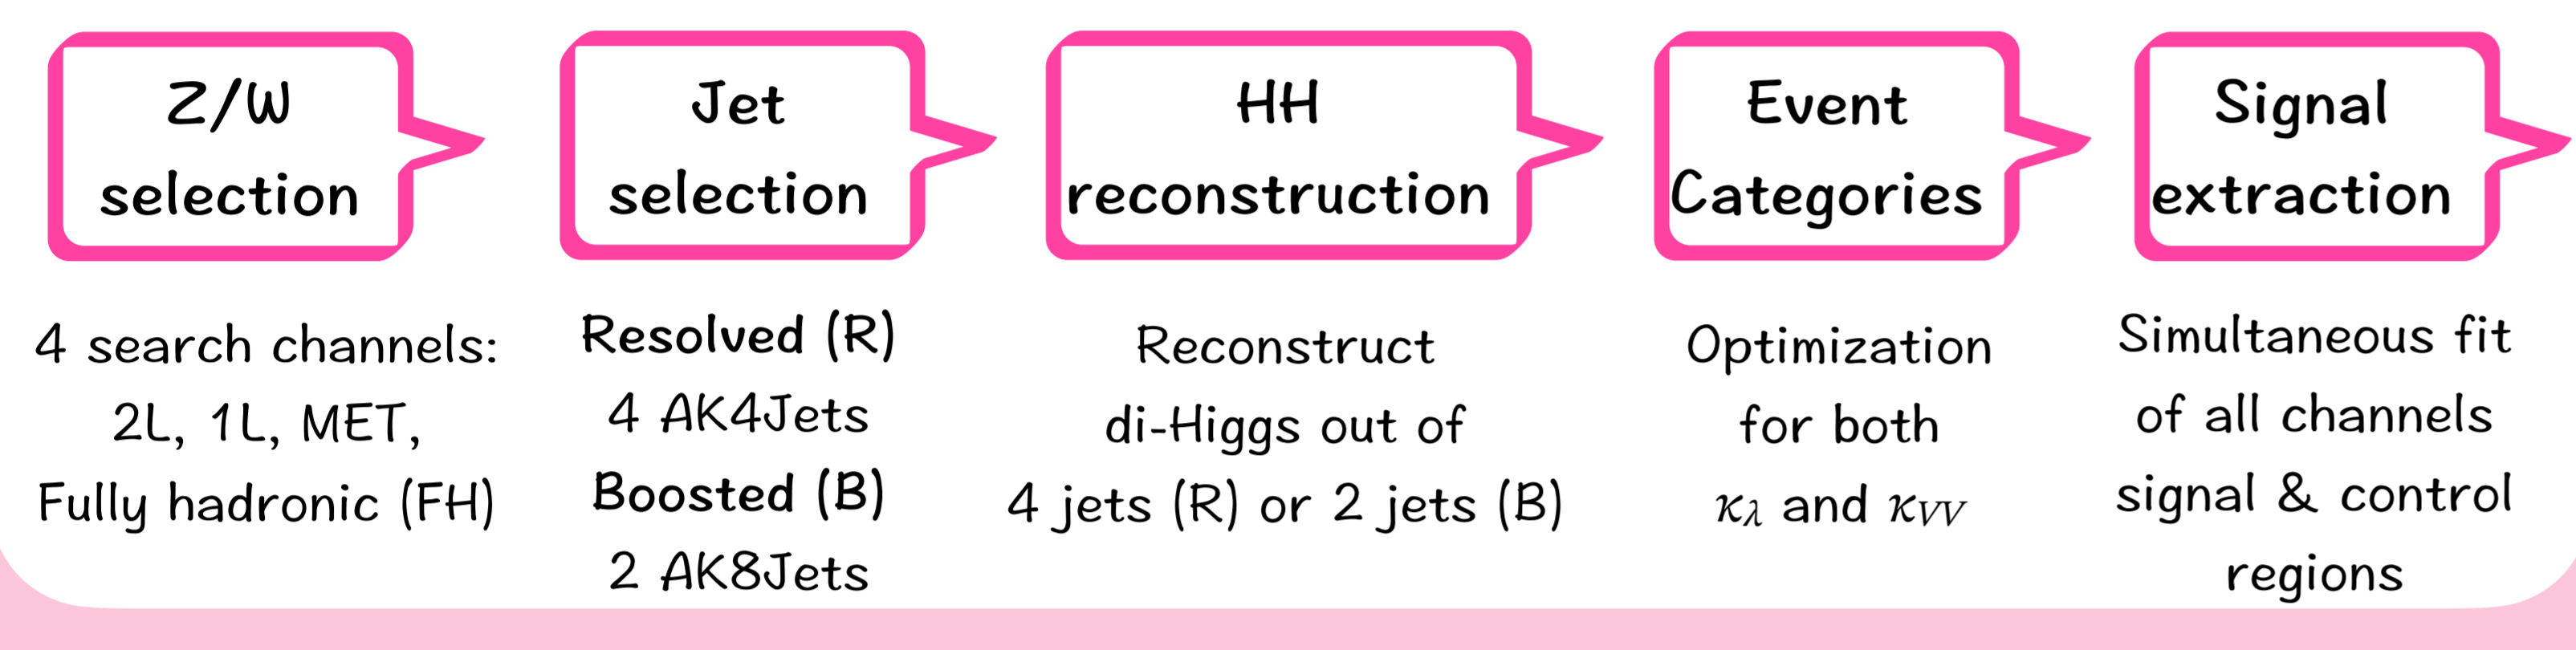 Z/W
selection
Jet
selection
HH
reconstruction
Event
Categories
Signal
extraction
4 search channels:
2L, 1L, MET,
Fully hadronic (FH)
Resolved (R)
4 AK4Jets
Boosted (B)
2 AK8Jets
Reconstruct
di-Higgs out of
4 jets (R) or 2 jets (B)
Optimization
for both
κλ and κVV
Simultaneous fit
of all channels
signal & control
regions